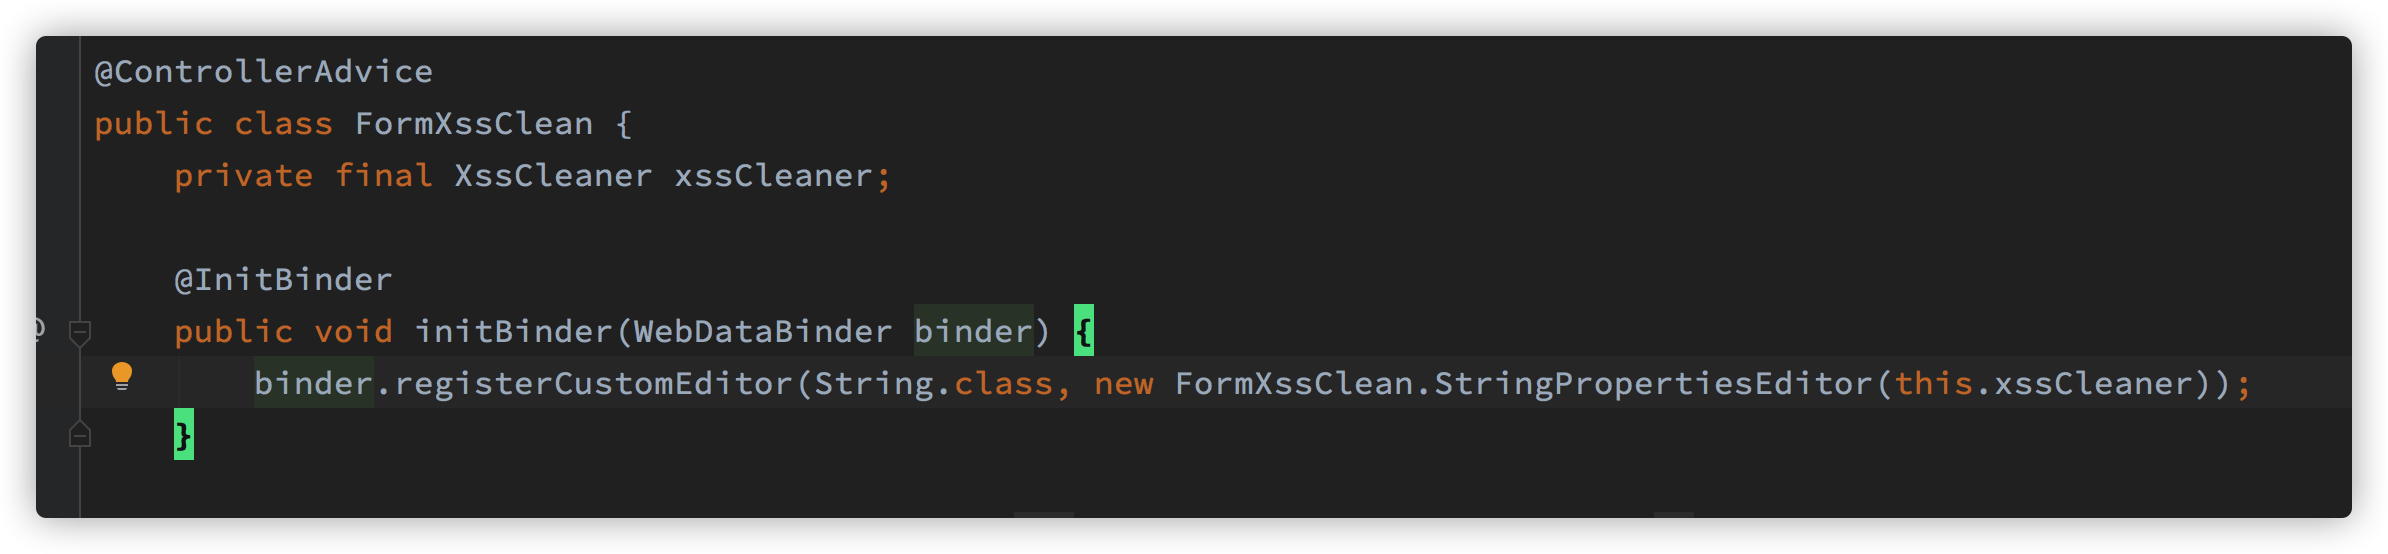 @ControllerAdvice
public class FormXssClean {
    private final XssCleaner xssCleaner;
    @InitBinder
    public void initBinder(WebDataBinder binder) {
        binder.registerCustomEditor(String.class, new FormXssClean.StringPropertiesEditor(this.xssCleaner));
    }